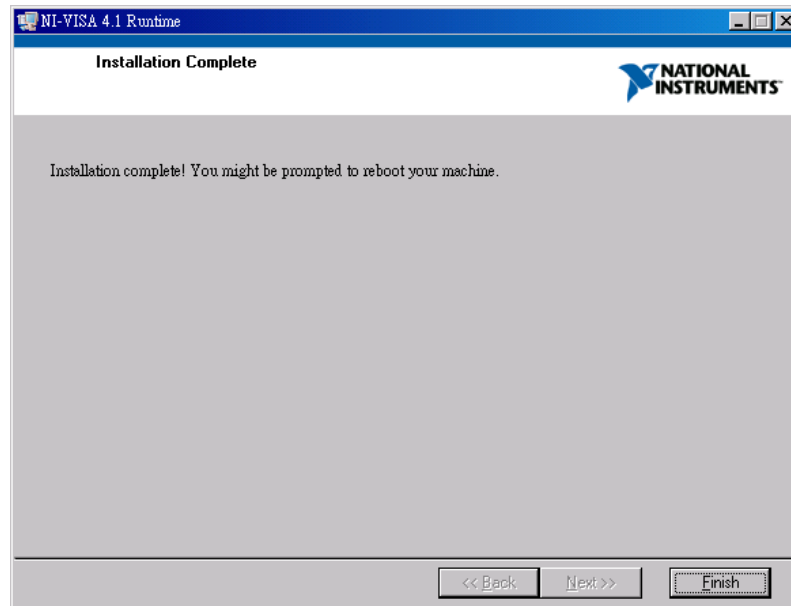 NI-VISA 4.1 Runtime
Installation Complete
NATIONAL
INSTRUMENTS
Installation complete! You might be prompted to reboot your machine.
<< Back
Next >>
Finish